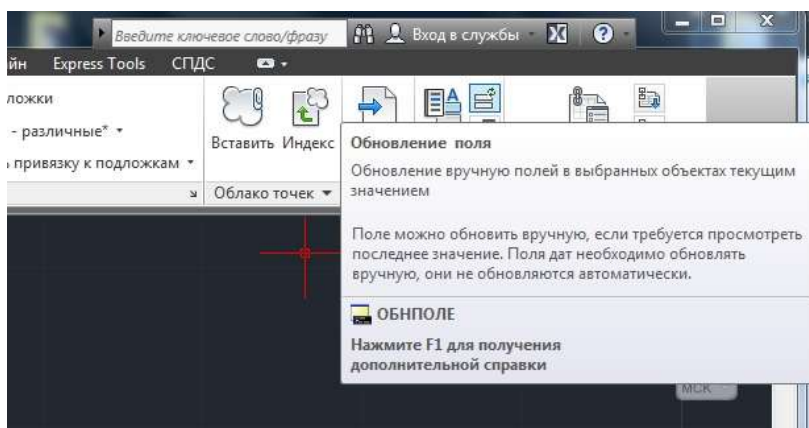 Введите ключевое слово/фразу Вход в службы
йн Express Tools СПДС
ложки
- различные*
ь привязку к подложкам
Вставить Индекс
Облако точек
Обновление поля
Обновление вручную полей в выбранных объектах текущим
значением
Поле можно обновить вручную, если требуется просмотреть
последнее значение. Поля дат необходимо обновлять
вручную, они не обновляются автоматически.
ОБНПОЛЕ
Нажмите F1 для получения
дополнительной справки
МСК